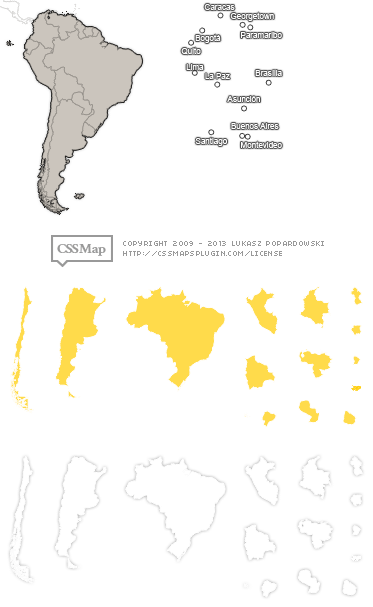 Caracas
Georgetown
Paramaribo
Bogotá
Quito
Lima
La Paz
Brasilia
Asunción
Buenos Aires
Santiago
Montevideo
CSSMap
COPYRIGHT 2009 - 2013 LUKASZ POPARDOWSKI
HTTP://CSSMAPSPLUGIN.COM/LICENSE